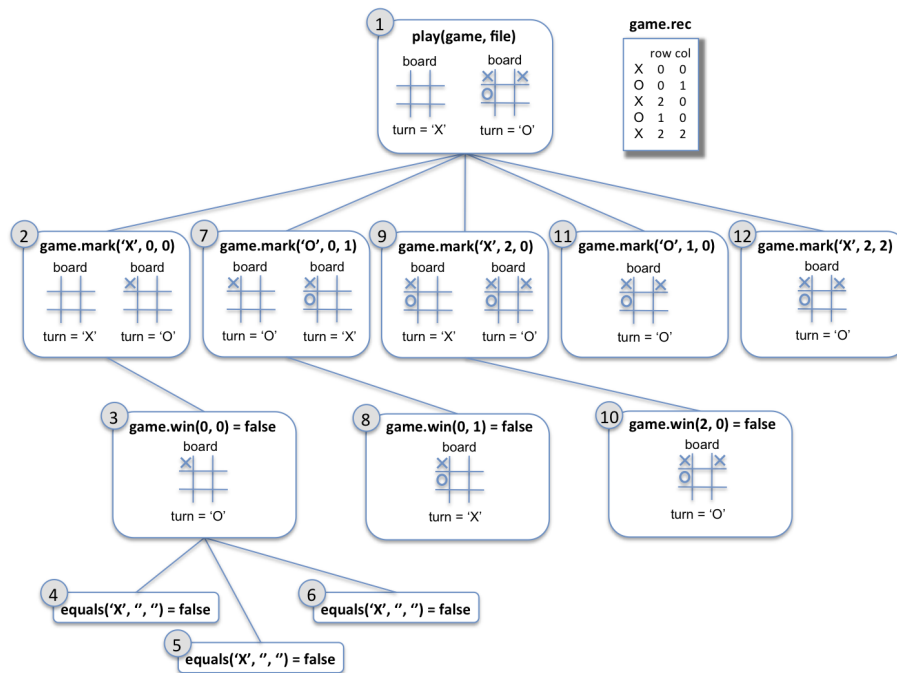 1
play(game, file)
board board
X X
O
turn = ‘X’ turn = ‘O’
game.rec
row col
X 0 0
O 0 1
X 2 0
O 1 0
X 2 2
2
game.mark(‘X’, 0, 0)
board board
X
turn = ‘X’ turn = ‘O’
7
game.mark(‘O’, 0, 1)
board board
X X
O
turn = ‘O’ turn = ‘X’
9
game.mark(‘X’, 2, 0)
board board
X X X
O O
turn = ‘X’ turn = ‘O’
11
game.mark(‘O’, 1, 0)
board
X X
O
turn = ‘O’
12
game.mark(‘X’, 2, 2)
board
X X
O
turn = ‘O’
3
game.win(0, 0) = false
board
X
turn = ‘O’
8
game.win(0, 1) = false
board
X
O
turn = ‘X’
10
game.win(2, 0) = false
board
X X
O
turn = ‘O’
4
equals(‘X’, ‘’, ‘’) = false
5
equals(‘X’, ‘’, ‘’) = false
6
equals(‘X’, ‘’, ‘’) = false